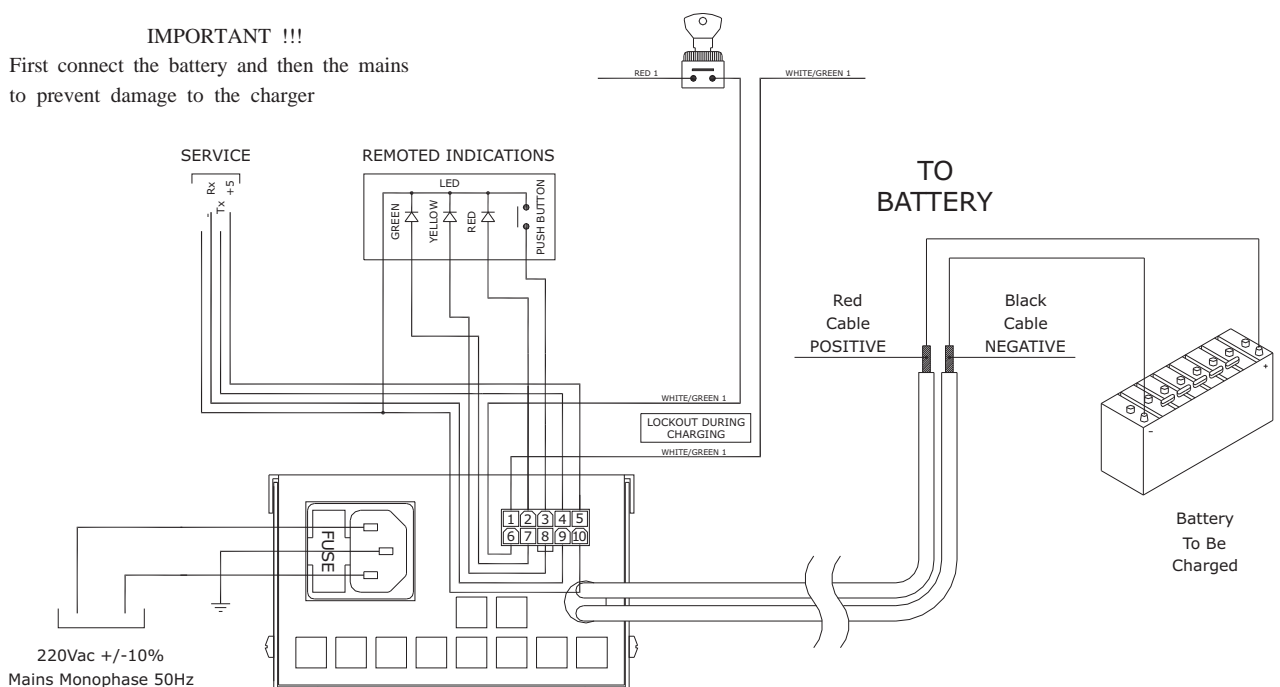 IMPORTANT !!!
First connect the battery and then the mains
to prevent damage to the charger
RED 1
WHITE/GREEN 1
SERVICE
-
Rx
Tx
+5
REMOTED INDICATIONS
LED
GREEN
YELLOW
RED
PUSH BUTTON
TO
BATTERY
Red
Cable
POSITIVE
Black
Cable
NEGATIVE
WHITE/GREEN 1
LOCKOUT DURING
CHARGING
WHITE/GREEN 1
+
-
1 2 3 4 5
6 7 8 9 10
FUSE
Battery
To Be
Charged
220Vac +/-10%
Mains Monophase 50Hz